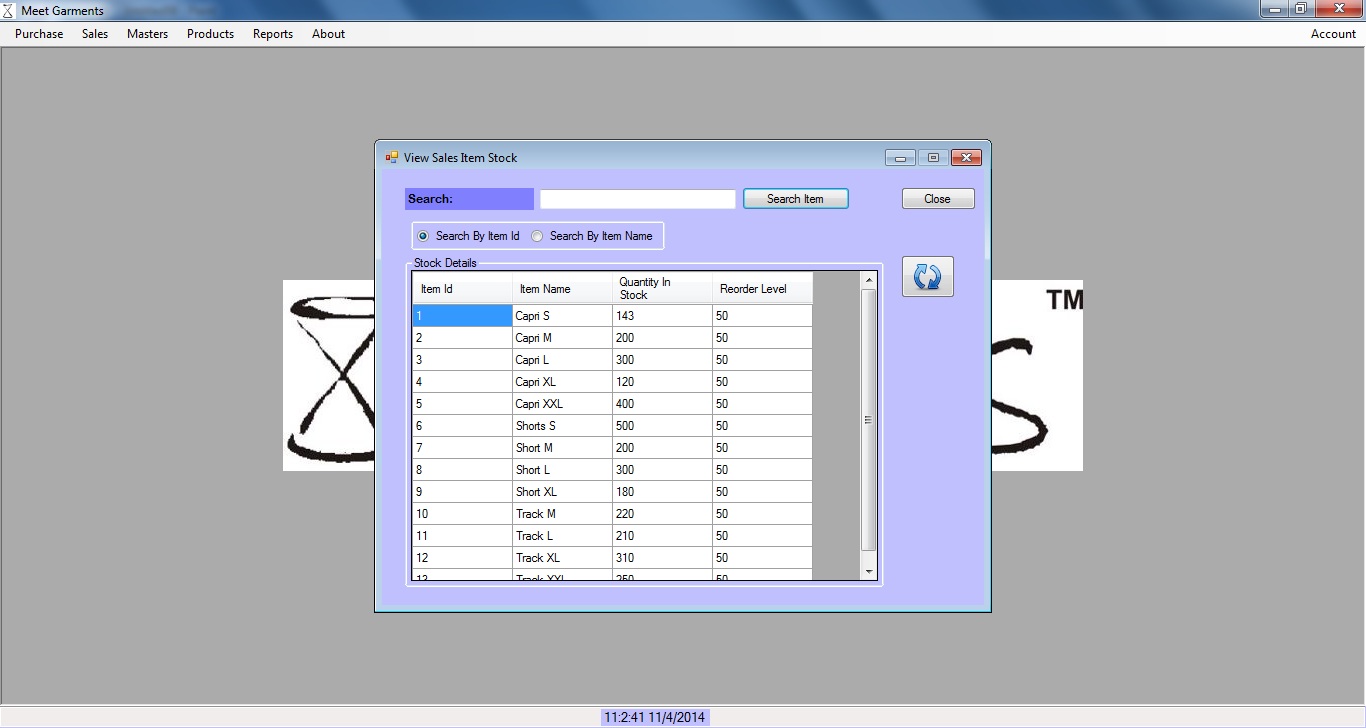 Meet Garments
Purchase Sales Masters Products Reports About Account
View Sales Item Stock
Search: Search Item Close
Search By Item Id Search By Item Name
Stock Details
Item Id Item Name Quantity In Stock Reorder Level
1 Capri S 143 50
2 Capri M 200 50
3 Capri L 300 50
4 Capri XL 120 50
5 Capri XXL 400 50
6 Shorts S 500 50
7 Short M 200 50
8 Short L 300 50
9 Short XL 180 50
10 Track M 220 50
11 Track L 210 50
12 Track XL 310 50
13 Track XXL 250 50
TM
S
11:2:41 11/4/2014